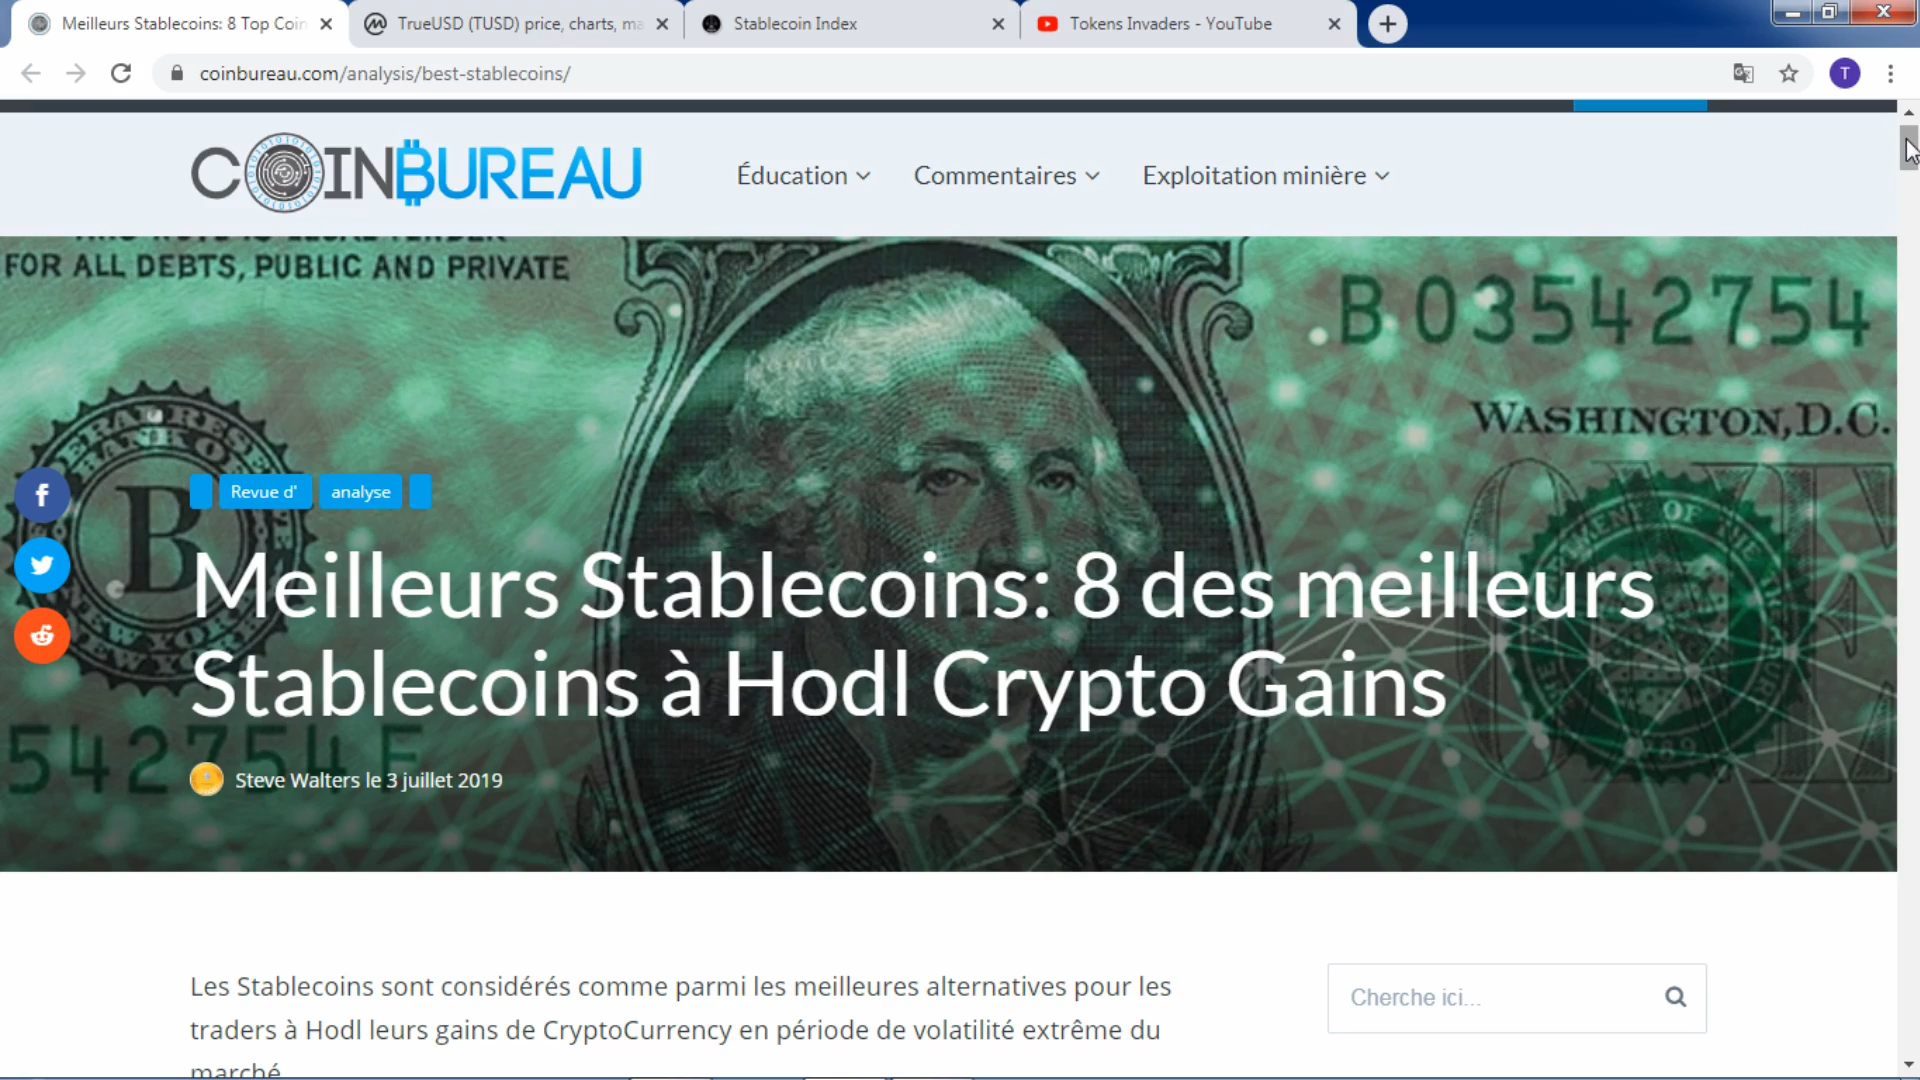 Meilleurs Stablecoins: 8 Top Coin
TrueUSD (TUSD) price, charts, ma
Stablecoin Index
Tokens Invaders - YouTube
coinbureau.com/analysis/best-stablecoins/
T
COINBUREAU
Éducation
Commentaires
Exploitation minière
FOR ALL DEBTS, PUBLIC AND PRIVATE
B 03542754
WASHINGTON, D.C.
B
Revue d' analyse
Meilleurs Stablecoins: 8 des meilleurs
Stablecoins à Hodl Crypto Gains
542754 F
Steve Walters le 3 juillet 2019
Les Stablecoins sont considérés comme parmi les meilleures alternatives pour les
traders à Hodl leurs gains de CryptoCurrency en période de volatilité extrême du
marché
Cherche ici...